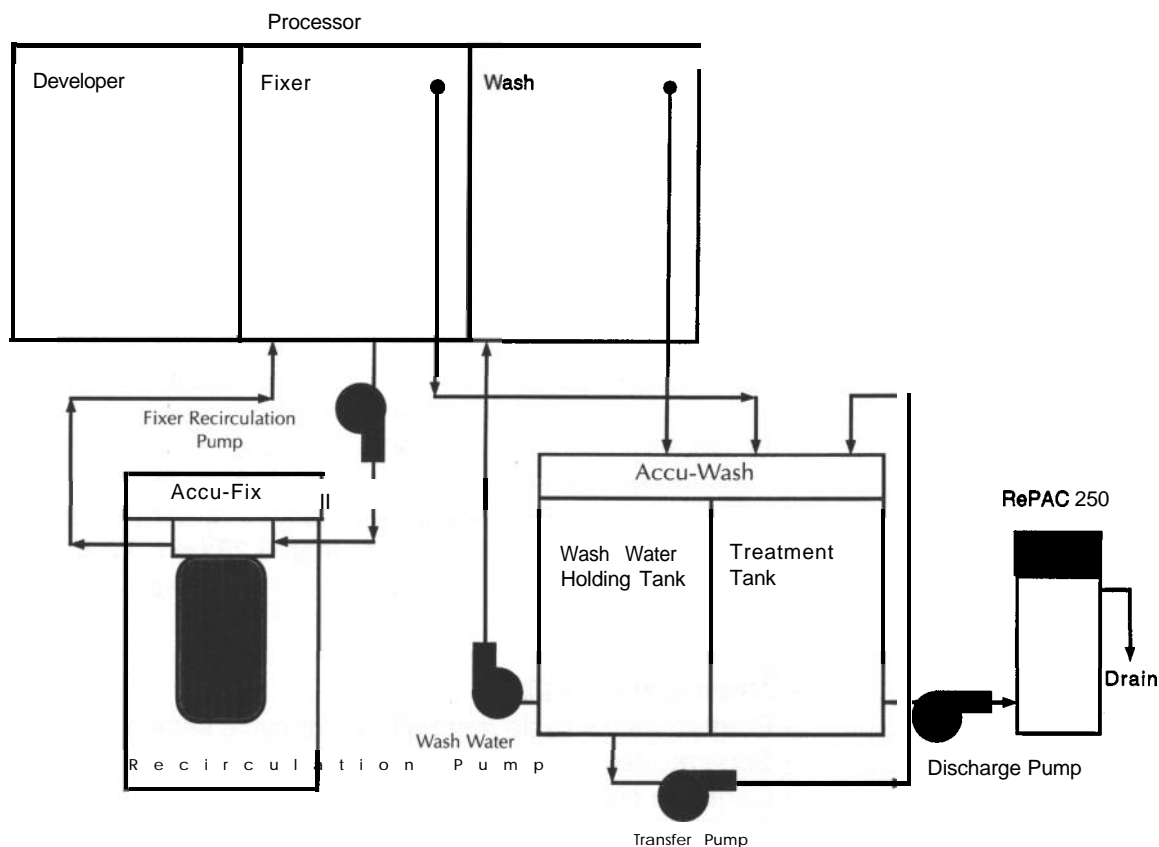 Processor
Developer
Fixer
Wash
Fixer Recirculation
Pump
Accu-Fix II
Accu-Wash
RePAC 250
Wash Water
Holding Tank
Treatment
Tank
Drain
Wash Water
Recirculation Pump
Discharge Pump
Transfer Pump